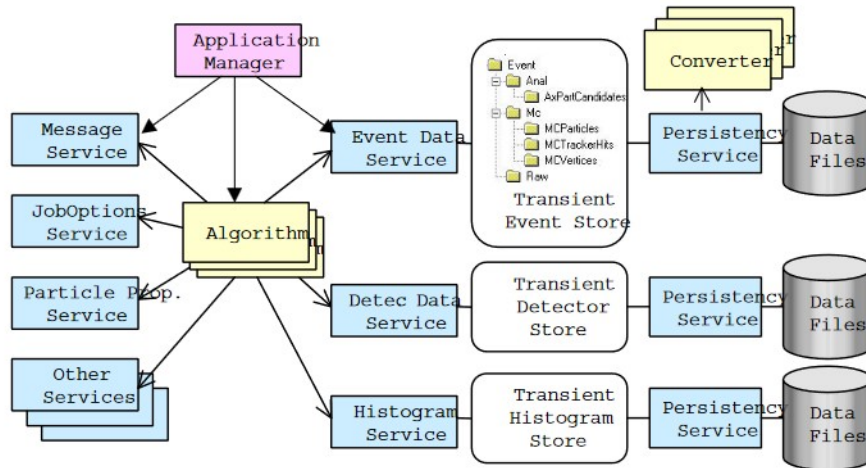 Application
Manager
Converter
r
r
Event
Anal
AxPartCandidates
Mc
MCParticles
MCTrackerHits
MCVertices
Raw
Transient
Event Store
Message
Service
Event Data
Service
Persistency
Service
Data
Files
JobOptions
Service
Algorithm
n
n
Particle Prop.
Service
Detec Data
Service
Transient
Detector
Store
Persistency
Service
Data
Files
Other
Services
Histogram
Service
Transient
Histogram
Store
Persistency
Service
Data
Files